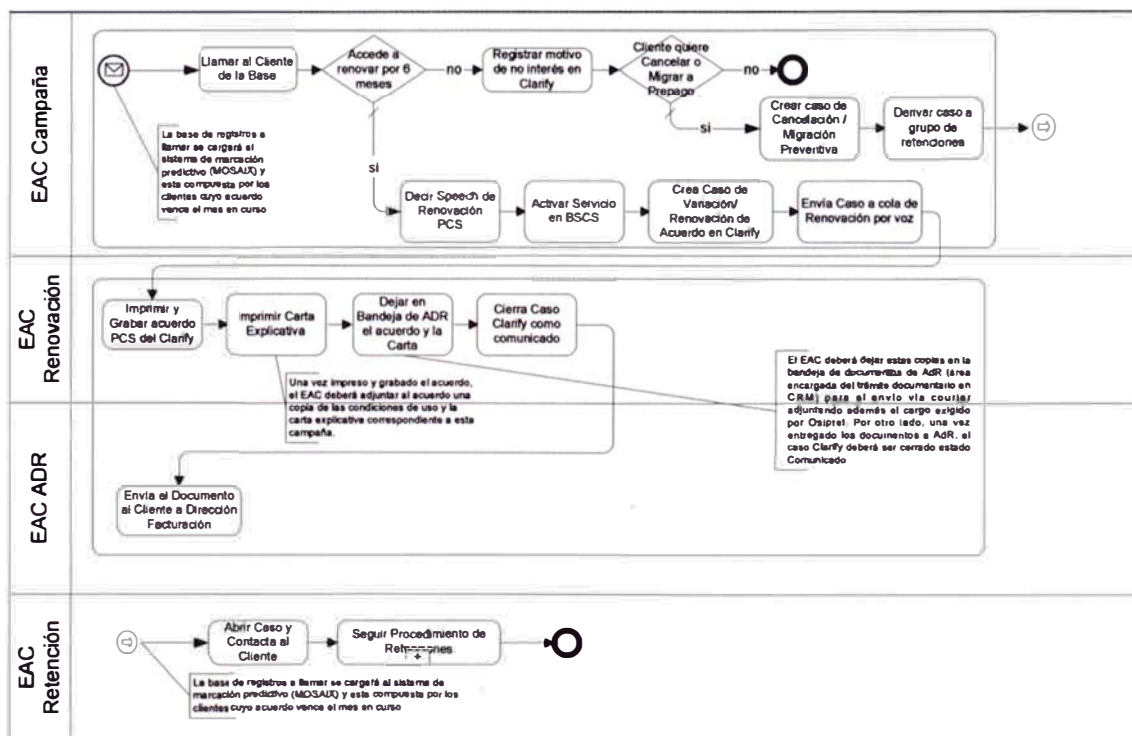 EAC Campaña
Llamar al Cliente
de la Base
Accede a
renovar por 6
meses
no
Registrar motivo
de no interés en
Clarify
Cliente quiere
Cancelar o
Migrar a
Prepago
no
si
Crear caso de
Cancelación /
Migración
Preventiva
Derivar caso a
grupo de
retenciones
La base de registros a
llamar se cargará al
sistema de marcación
predictivo (MOSAIX) y
esta compuesta por los
clientes cuyo acuerdo
vence el mes en curso
si
Decir Speech de
Renovación
PCS
Activar Servicio
en BSCS
Crea Caso de
Variación/
Renovación de
Acuerdo en Clarify
Envía Caso a cola de
Renovación por voz
EAC
Renovación
Imprimir y
Grabar acuerdo
PCS del Clarify
Imprimir Carta
Explicativa
Dejar en
Bandeja de ADR
el acuerdo y la
Carta
Cierra Caso
Clarify como
comunicado
Una vez impreso y grabado el acuerdo,
el EAC deberá adjuntar al acuerdo una
copia de las condiciones de uso y la
carta explicativa correspondiente a esta
campaña.
El EAC deberá dejar estas copias en la
bandeja de documentos de AdR (área
encargada del trámite documentario en
CRM) para el envío vía courier
adjuntando además el cargo exigido
por Osiptel. Por otro lado, una vez
entregado los documentos a AdR, el
caso Clarify deberá ser cerrado estado
Comunicado
EAC ADR
Envía el Documento
al Cliente a Dirección
Facturación
EAC
Retención
Abrir Caso y
Contacta al
Cliente
Seguir Procedimiento de
Retenciones
La base de registros a llamar se cargará al sistema de
marcación predictivo (MOSAIX) y esta compuesta por los
clientes cuyo acuerdo vence el mes en curso